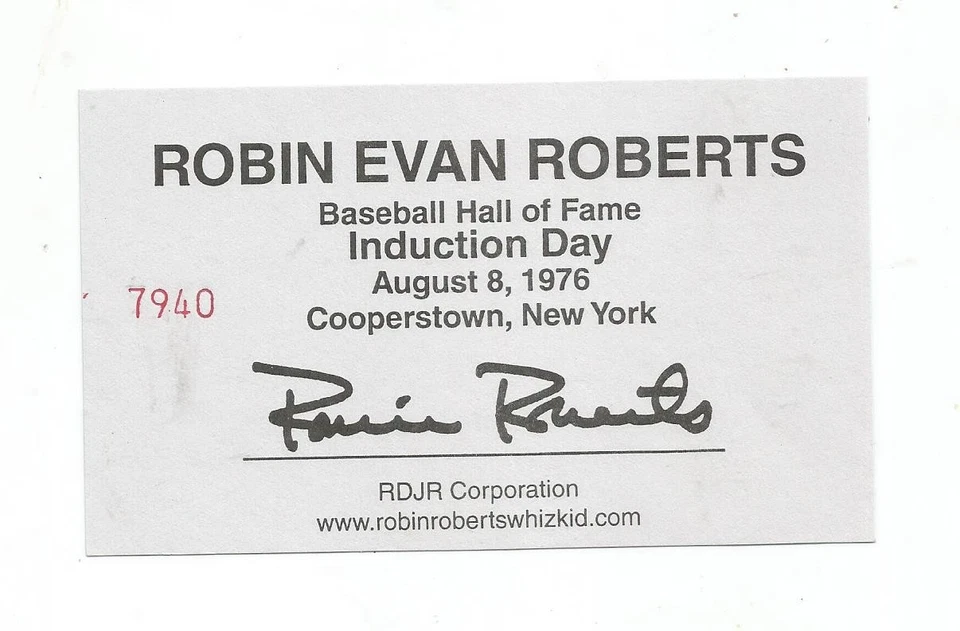 ROBIN EVAN ROBERTS
Baseball Hall of Fame
Induction Day
August 8, 1976
7940
Cooperstown, New York
Robin Roberts
RDJR Corporation
www.robinrobertswhizkid.com